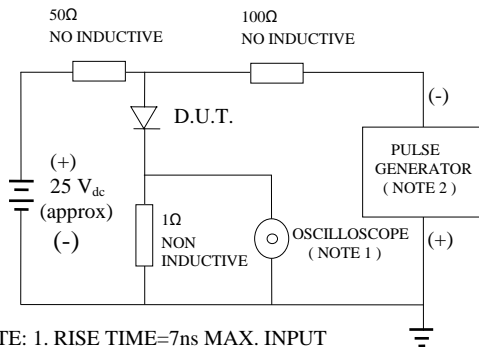 50Ω
NO INDUCTIVE
100Ω
NO INDUCTIVE
(-)
D.U.T.
PULSE
GENERATOR
( NOTE 2 )
(+)
25 Vdc
(approx)
(-)
1Ω
NON
INDUCTIVE
OSCILLOSCOPE
( NOTE 1 )
(+)
TE: 1. RISE TIME=7ns MAX. INPUT